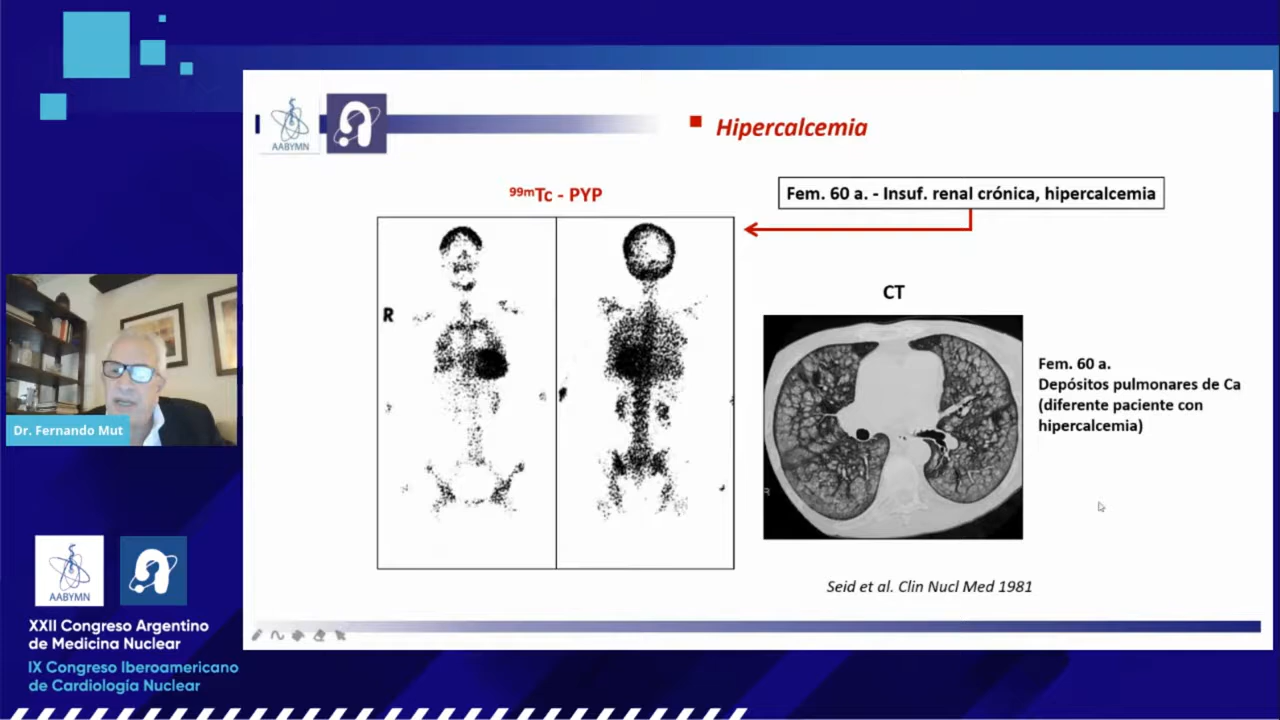 AABYMN
Hipercalcemia
99mTc - PYP
Fem. 60 a. - Insuf. renal crónica, hipercalcemia
R
CT
Fem. 60 a.
Depósitos pulmonares de Ca
(diferente paciente con
hipercalcemia)
R
Seid et al. Clin Nucl Med 1981
Dr. Fernando Mut
AABYMN
XXII Congreso Argentino
de Medicina Nuclear
IX Congreso Iberoamericano
de Cardiología Nuclear